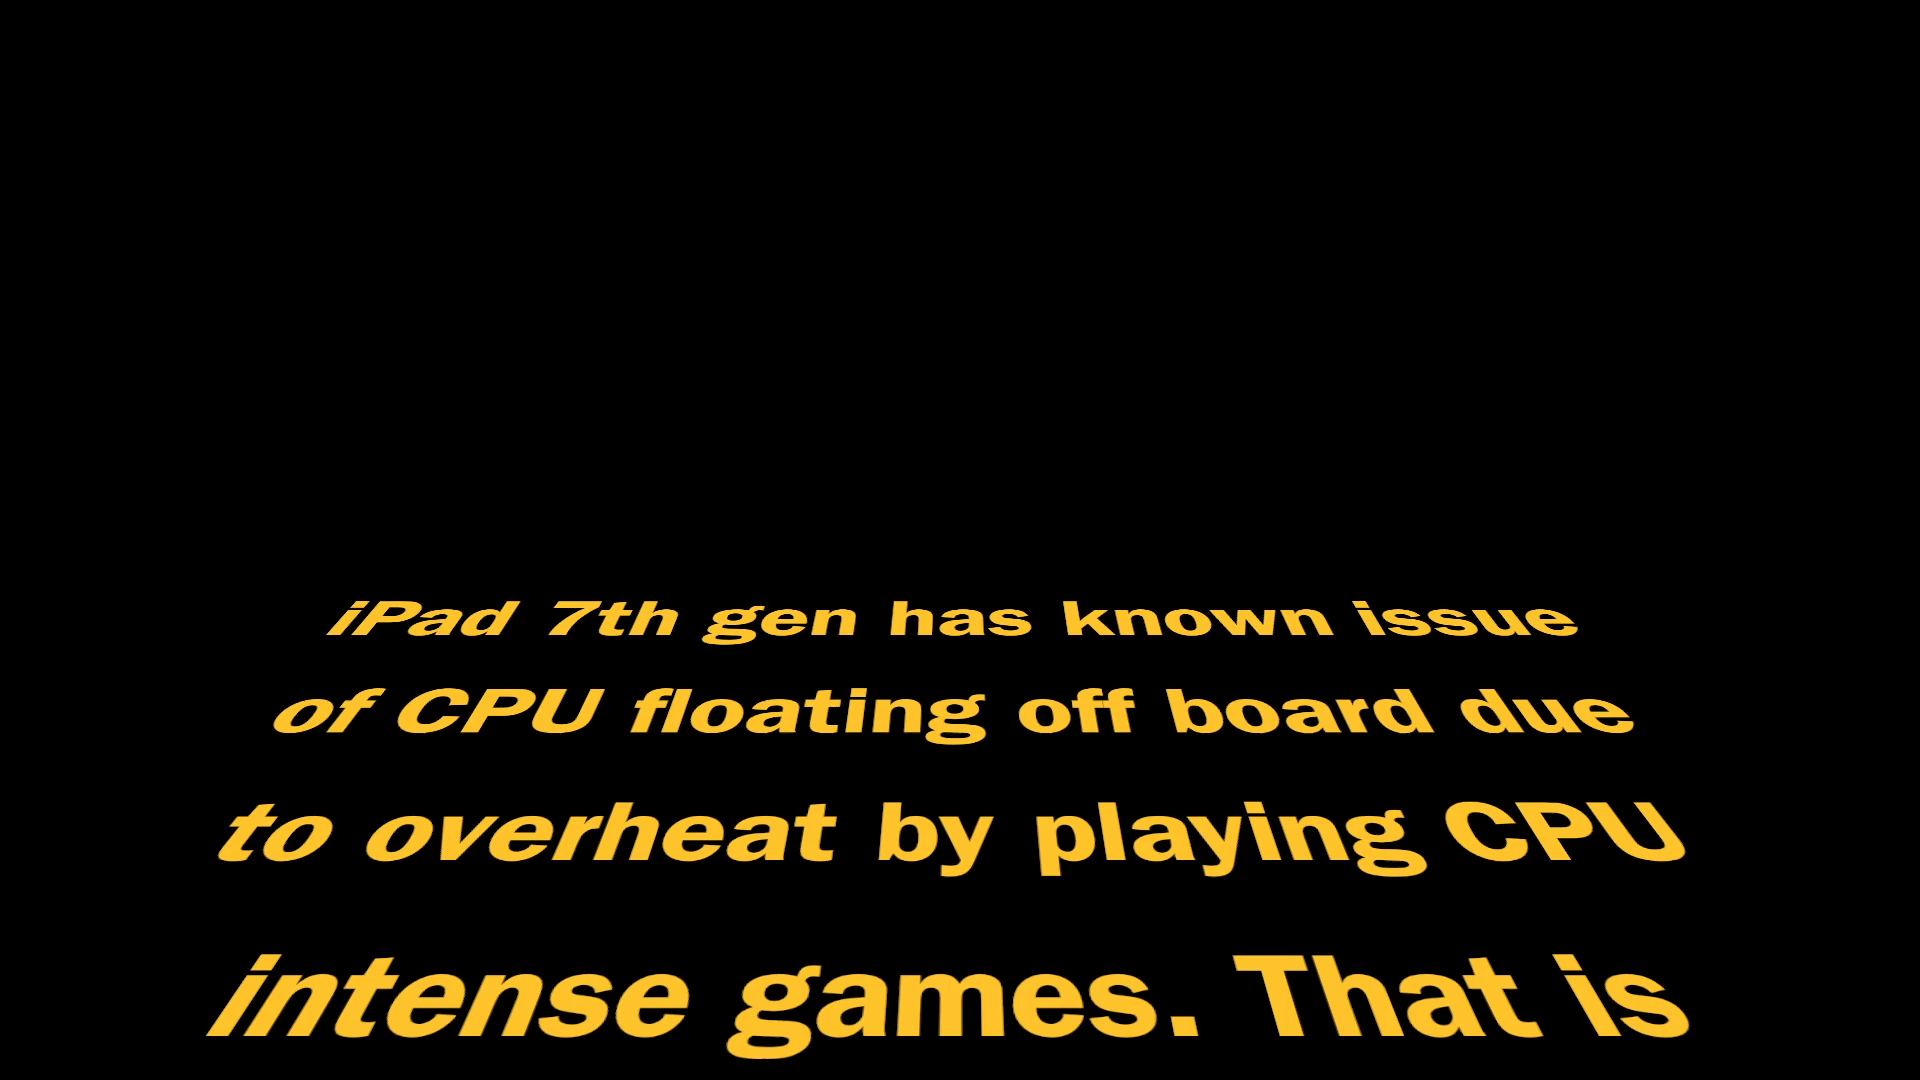 iPad 7th gen has known issue
of CPU floating off board due
to overheat by playing CPU
intense games. That is